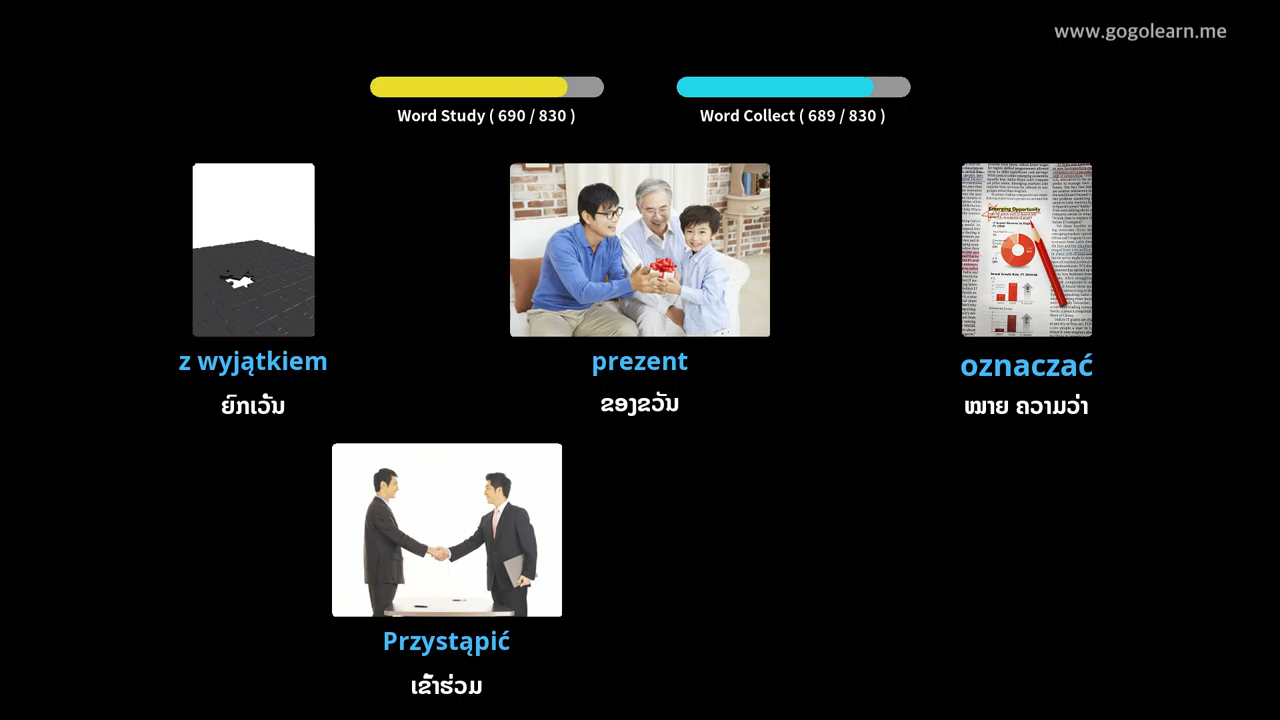 www.gogolearn.me
Word Study ( 690 / 830 )
Word Collect ( 689 / 830 )
z wyjątkiem
ຍົກເວັ້ນ
prezent
ຂອງຂວັນ
Emerging Opportunity
oznaczać
ໝາຍ ຄວາມວ່າ
Przystąpić
ເຂົ້າຮ່ວມ